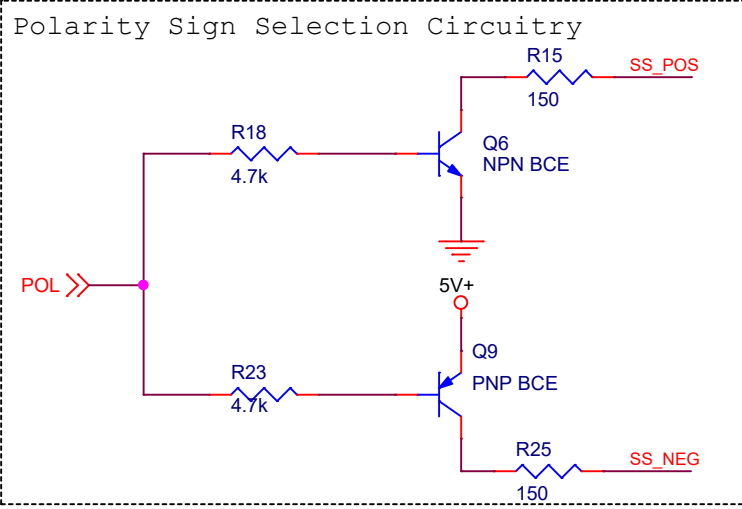 Polarity Sign Selection Circuitry
R15
SS_POS
150
R18
4.7k
Q6
NPN BCE
POL
5V+
Q9
PNP BCE
R23
4.7k
R25
SS_NEG
150